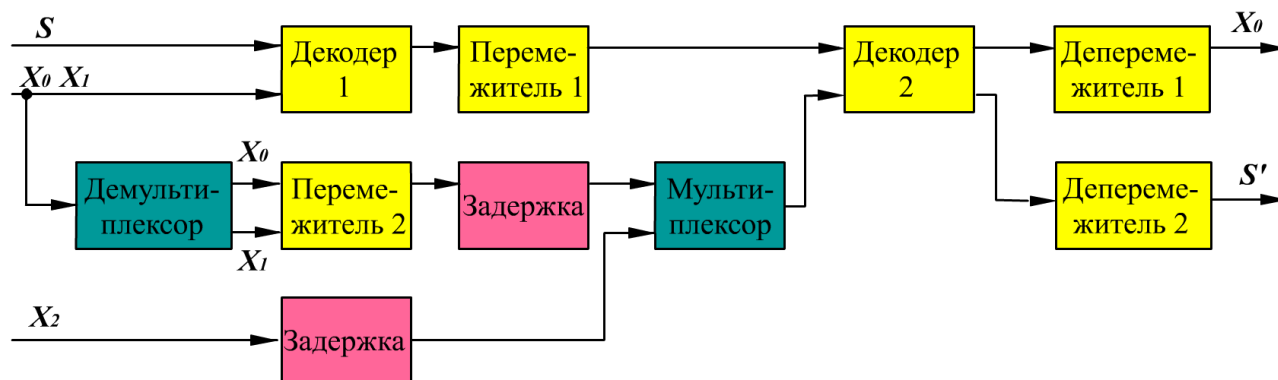 S
Декодер
1
Перемe-
житель 1
Декодер
2
Депереме-
житель 1
X0
X0 X1
Демульти-
плексор
X0
X1
Переме-
житель 2
Задержка
Мульти-
плексор
Депереме-
житель 2
S'
X2
Задержка